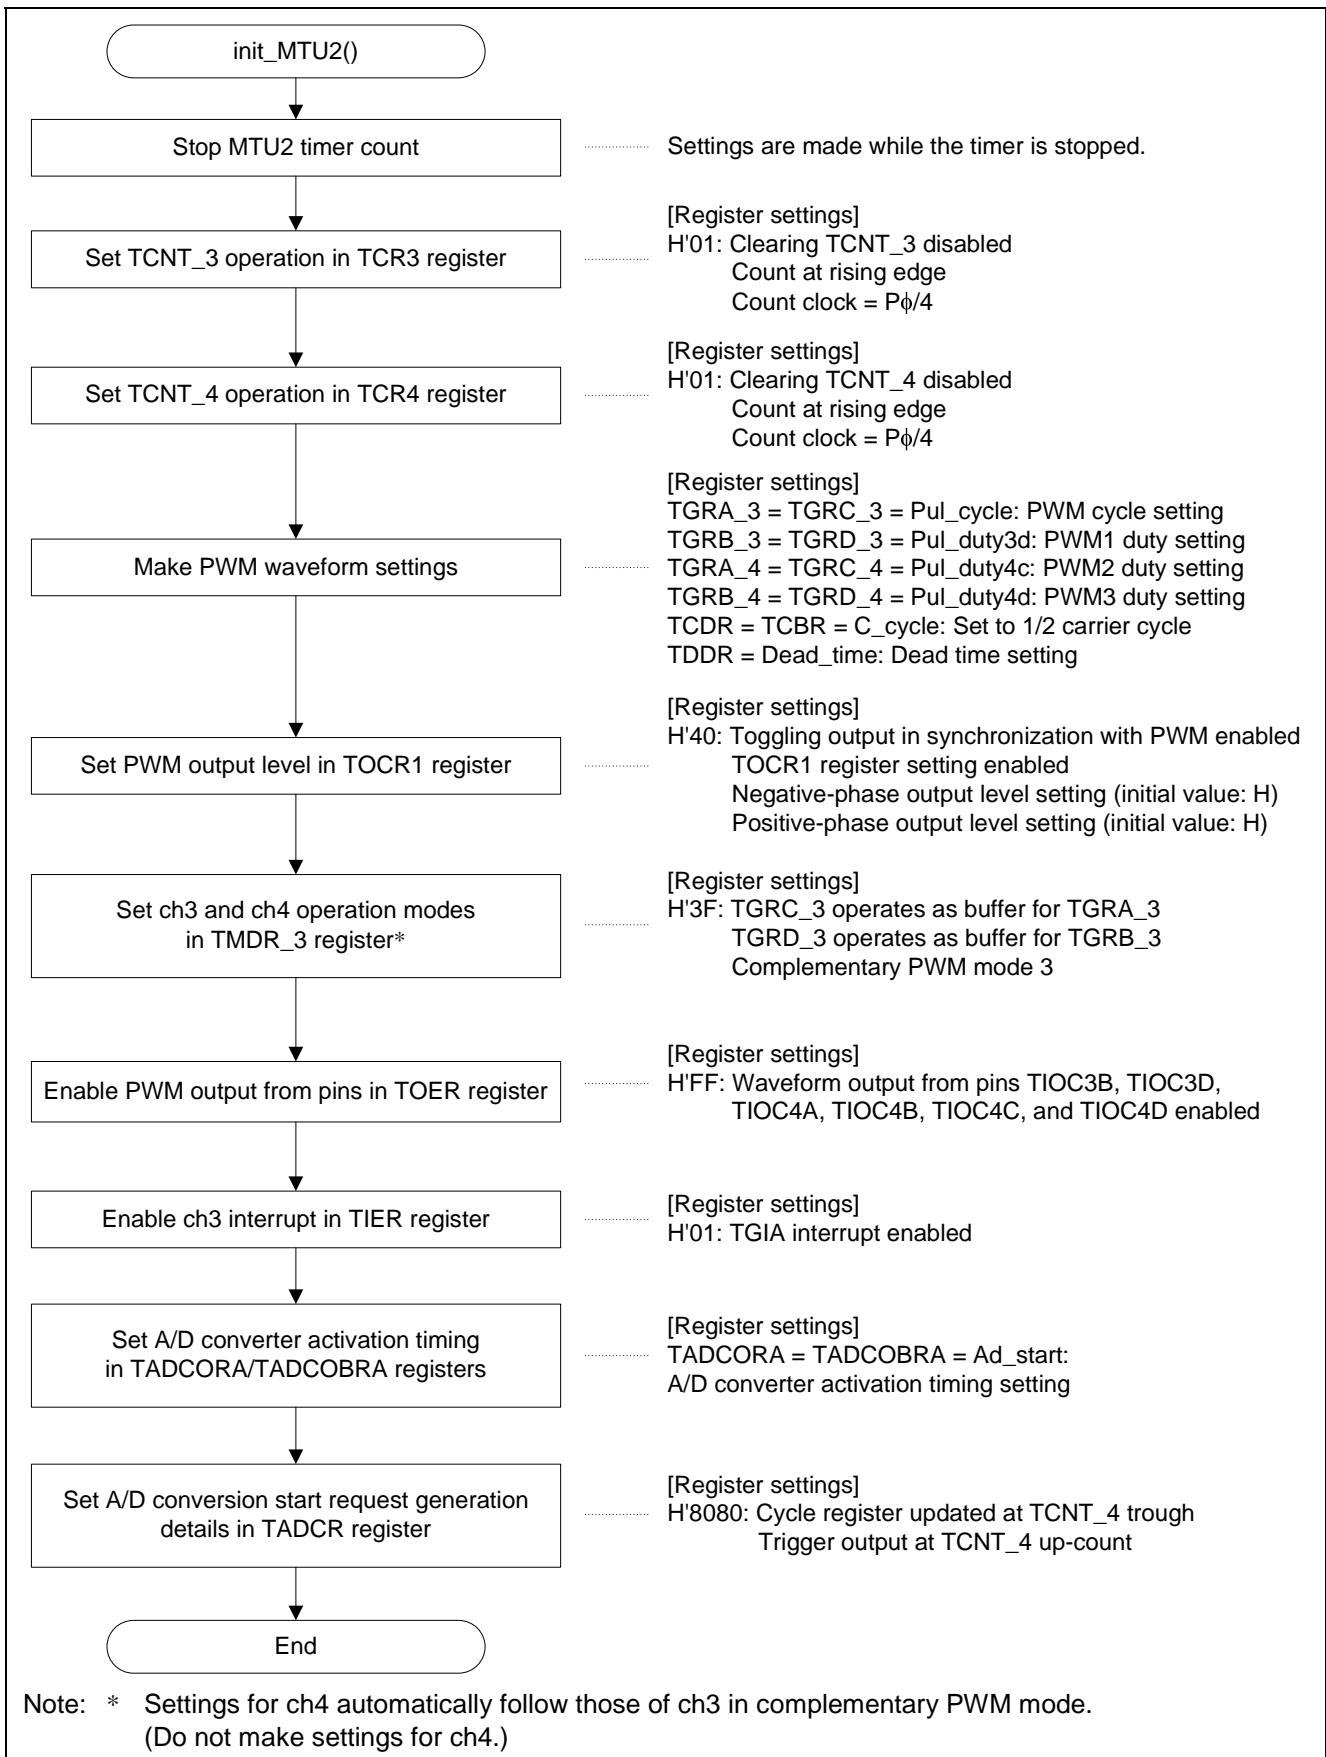 init_MTU2()
Stop MTU2 timer count
Settings are made while the timer is stopped.
Set TCNT_3 operation in TCR3 register
[Register settings]
H'01: Clearing TCNT_3 disabled
Count at rising edge
Count clock = Pϕ/4
Set TCNT_4 operation in TCR4 register
[Register settings]
H'01: Clearing TCNT_4 disabled
Count at rising edge
Count clock = Pϕ/4
Make PWM waveform settings
[Register settings]
TGRA_3 = TGRC_3 = Pul_cycle: PWM cycle setting
TGRB_3 = TGRD_3 = Pul_duty3d: PWM1 duty setting
TGRA_4 = TGRC_4 = Pul_duty4c: PWM2 duty setting
TGRB_4 = TGRD_4 = Pul_duty4d: PWM3 duty setting
TCDR = TCBR = C_cycle: Set to 1/2 carrier cycle
TDDR = Dead_time: Dead time setting
Set PWM output level in TOCR1 register
[Register settings]
H'40: Toggling output in synchronization with PWM enabled
TOCR1 register setting enabled
Negative-phase output level setting (initial value: H)
Positive-phase output level setting (initial value: H)
Set ch3 and ch4 operation modes
in TMDR_3 register*
[Register settings]
H'3F: TGRC_3 operates as buffer for TGRA_3
TGRD_3 operates as buffer for TGRB_3
Complementary PWM mode 3
Enable PWM output from pins in TOER register
[Register settings]
H'FF: Waveform output from pins TIOC3B, TIOC3D,
TIOC4A, TIOC4B, TIOC4C, and TIOC4D enabled
Enable ch3 interrupt in TIER register
[Register settings]
H'01: TGIA interrupt enabled
Set A/D converter activation timing
in TADCORA/TADCOBRA registers
[Register settings]
TADCORA = TADCOBRA = Ad_start:
A/D converter activation timing setting
Set A/D conversion start request generation
details in TADCR register
[Register settings]
H'8080: Cycle register updated at TCNT_4 trough
Trigger output at TCNT_4 up-count
End
Note: * Settings for ch4 automatically follow those of ch3 in complementary PWM mode.
(Do not make settings for ch4.)